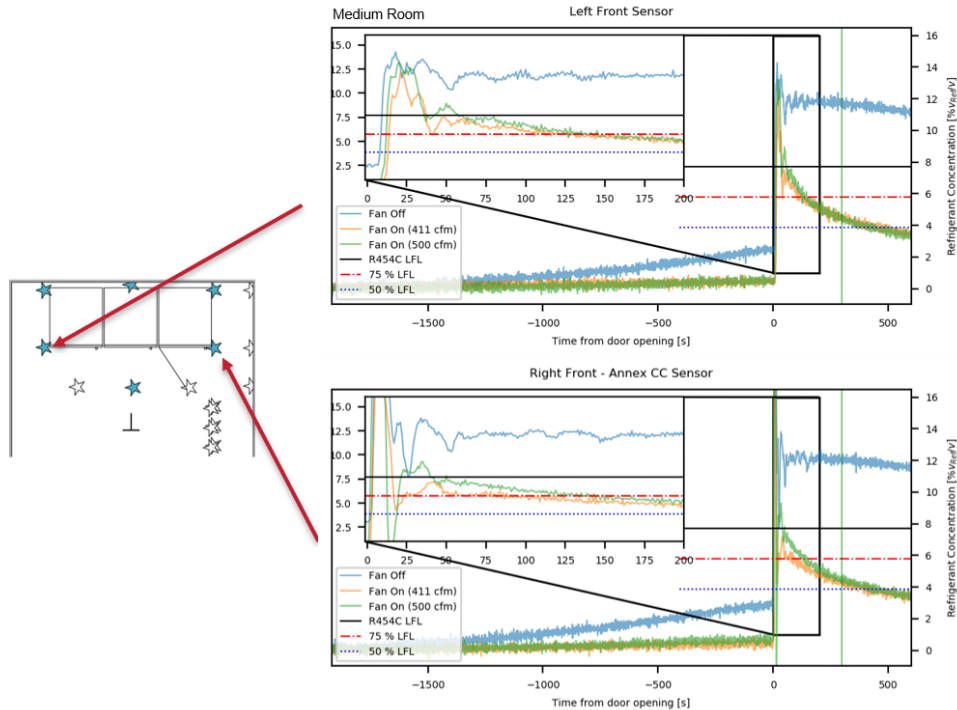 Medium Room
Left Front Sensor
15.0
12.5
10.0
7.5
5.0
2.5
0 25 50 75 100 125 150 175 200
Fan Off
Fan On (411 cfm)
Fan On (500 cfm)
R454C LFL
75 % LFL
50 % LFL
16
14
12
10
8
6
4
2
0
Refrigerant Concentration [%vRef/V]
−1500 −1000 −500 0 500
Time from door opening [s]
Right Front - Annex CC Sensor
15.0
12.5
10.0
7.5
5.0
2.5
0 25 50 75 100 125 150 175 200
Fan Off
Fan On (411 cfm)
Fan On (500 cfm)
R454C LFL
75 % LFL
50 % LFL
16
14
12
10
8
6
4
2
0
Refrigerant Concentration [%vRef/V]
−1500 −1000 −500 0 500
Time from door opening [s]